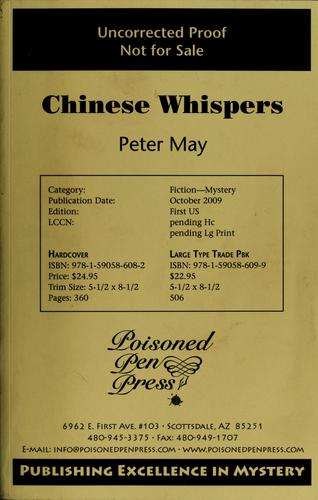 Uncorrected Proof
Not for Sale
Chinese Whispers
Peter May
Category: Fiction—Mystery
Publication Date: October 2009
Edition: First US
LCCN: pending Hc
pending Lg Print
HARDCOVER LARGE TYPE TRADE PBK
ISBN: 978-1-59058-608-2 ISBN: 978-1-59058-609-9
Price: $24.95 $22.95
Trim Size: 5-1/2 x 8-1/2 5-1/2 x 8-1/2
Pages: 360 506
Poisoned
Pen
Press
6962 E. FIRST AVE. #103 · SCOTTSDALE, AZ 85251
480-945-3375 · FAX: 480-949-1707
E-MAIL: INFO@POISONEDPENPRESS.COM · WWW.POISONEDPENPRESS.COM
PUBLISHING EXCELLENCE IN MYSTERY